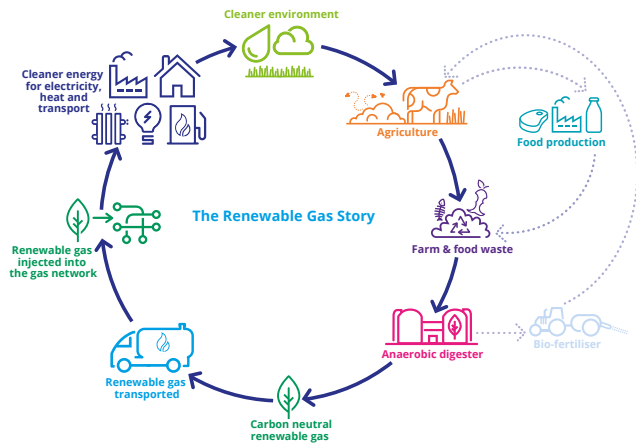 Cleaner environment
Cleaner energy
for electricity,
heat and
transport
Agriculture
Food production
The Renewable Gas Story
Farm & food waste
Renewable gas
injected into
the gas network
Anaerobic digester
Bio-fertiliser
Renewable gas
transported
Carbon neutral
renewable gas